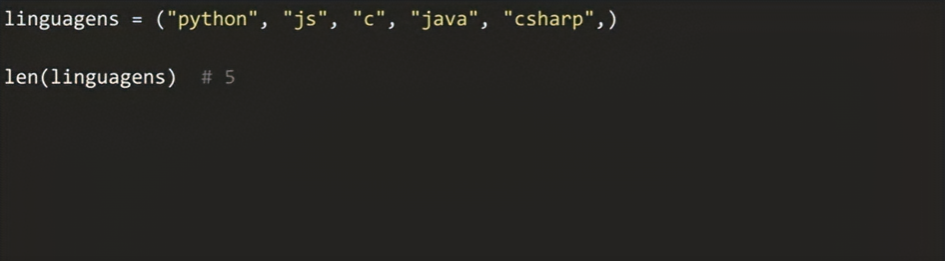 linguagens = ("python", "js", "c", "java", "csharp",)
len(linguagens)  # 5